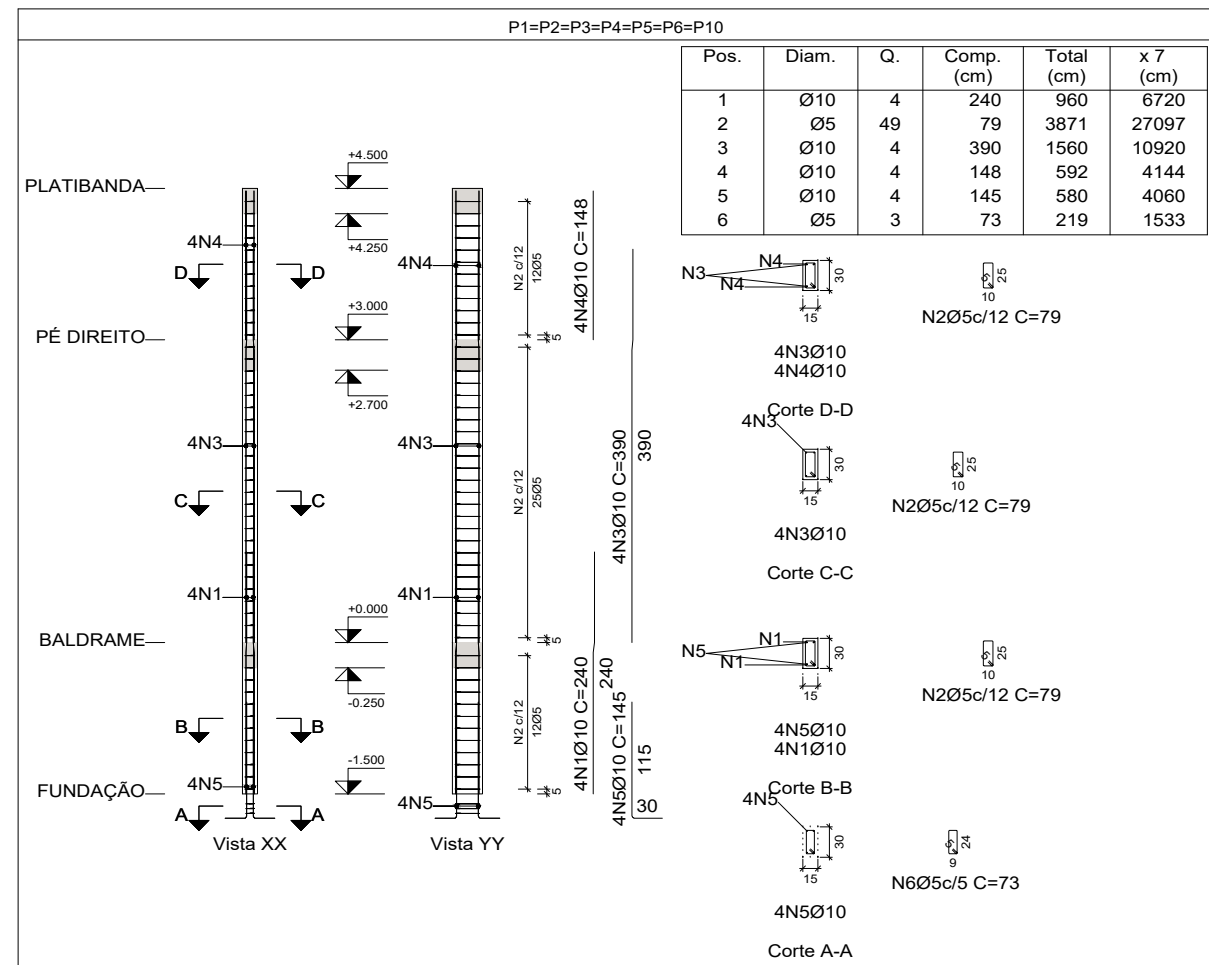 P1=P2=P3=P4=P5=P6=P10
Pos. Diam. Q. Comp. (cm) Total (cm) x 7 (cm)
1 Ø10 4 240 960 6720
2 Ø5 49 79 3871 27097
3 Ø10 4 390 1560 10920
4 Ø10 4 148 592 4144
5 Ø10 4 145 580 4060
6 Ø5 3 73 219 1533
PLATIBANDA
PÉ DIREITO
BALDRAME
FUNDAÇÃO
4N4
D D
4N3
C C
4N1
B B
4N5
A A
Vista XX
+4.500
+4.250
+3.000
+2.700
+0.000
-0.250
-1.500
4N4
4N3
4N1
4N5
Vista YY
N2 c/12
12Ø5
5
N2 c/12
25Ø5
5
N2 c/12
12Ø5
5
4N4Ø10 C=148
4N3Ø10 C=390
390
4N1Ø10 C=240
240
4N5Ø10 C=145
115
30
N3
N4
N4
30
15
4N3Ø10
4N4Ø10
Corte D-D
5
25
10
N2Ø5c/12 C=79
4N3
30
15
4N3Ø10
Corte C-C
5
25
10
N2Ø5c/12 C=79
N5
N1
N1
30
15
4N5Ø10
4N1Ø10
Corte B-B
5
25
10
N2Ø5c/12 C=79
4N5
30
15
4N5Ø10
Corte A-A
5
24
9
N6Ø5c/5 C=73